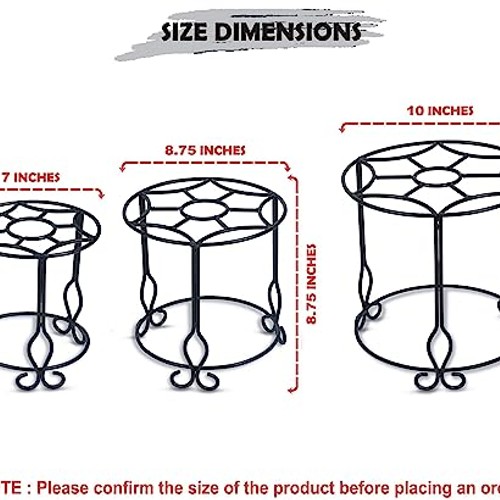 SIZE DIMENSIONS
10 INCHES
8.75 INCHES
7 INCHES
8.75 INCHES
TE : Please confirm the size of the product before placing an or